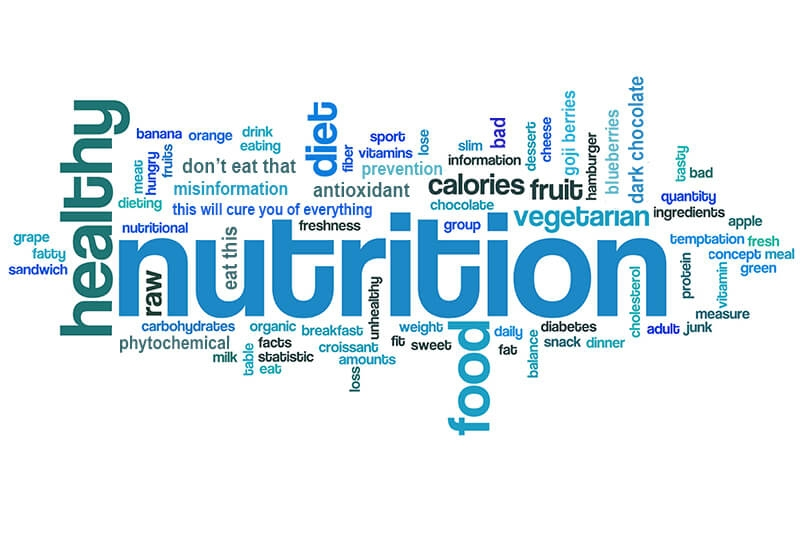 healthy
banana
orange
drink
eating
diet
fiber
sport
vitamins
lose
prevention
slim
bad
information
dessert
cheese
goji berries
hamburger
blueberries
dark chocolate
tasty
bad
meat
hungry
fruits
don't eat that
misinformation
antioxidant
calories
fruit
quantity
dieting
this will cure you of everything
chocolate
vegetarian
ingredients
apple
nutritional
freshness
group
grape
fatty
sandwich
raw
nutrition
eat this
temptation
fresh
concept
meal
green
protein
vitamin
cholesterol
measure
carbohydrates
organic
breakfast
unhealthy
weight
daily
diabetes
adult
junk
phytochemical
facts
croissant
fit
sweet
food
fat
balance
snack
dinner
milk
table
statistic
eat
amounts
loss